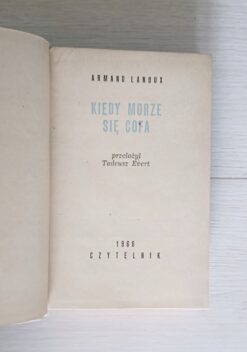 ARMAND LANOUX
KIEDY MORZE
SIĘ COFA
przełożył
Tadeusz Evert
1966
CZYTELNIK